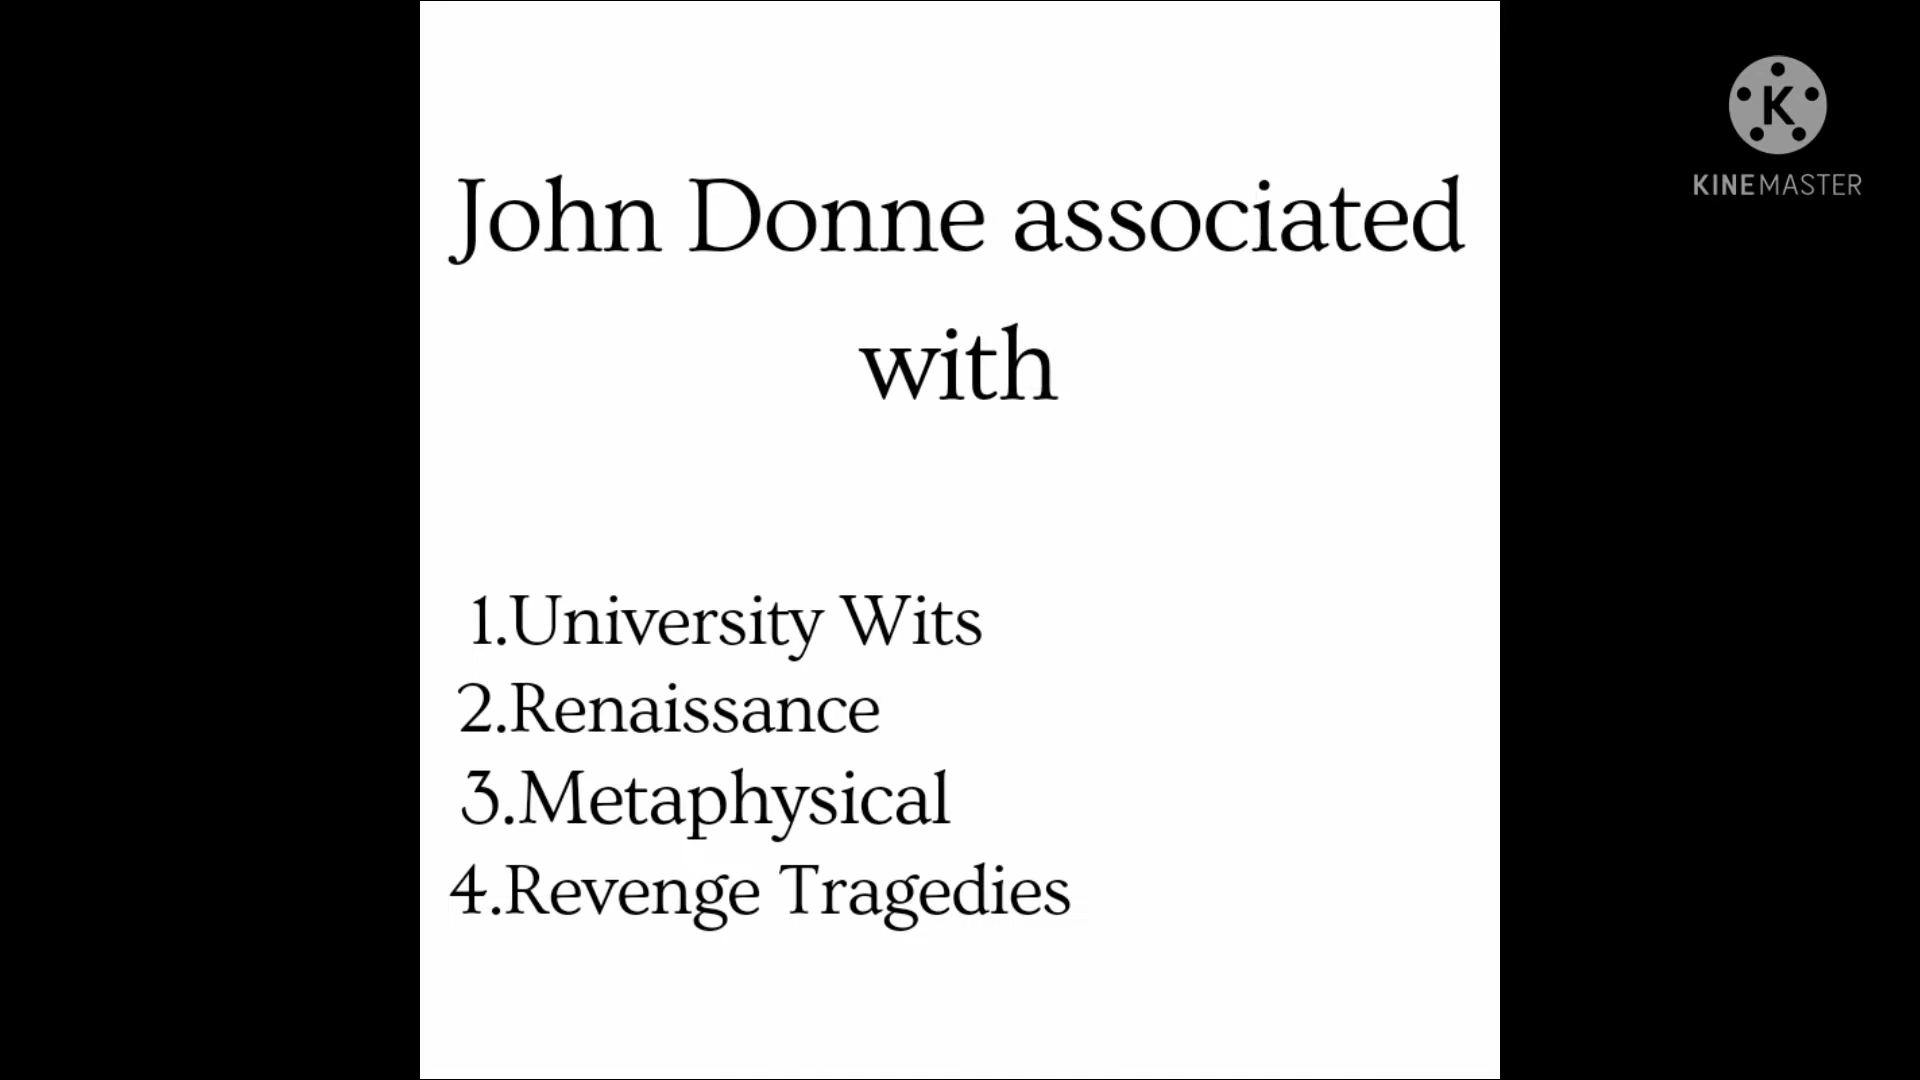 John Donne associated
with
1.University Wits
2.Renaissance
3.Metaphysical
4.Revenge Tragedies
K
KINEMASTER